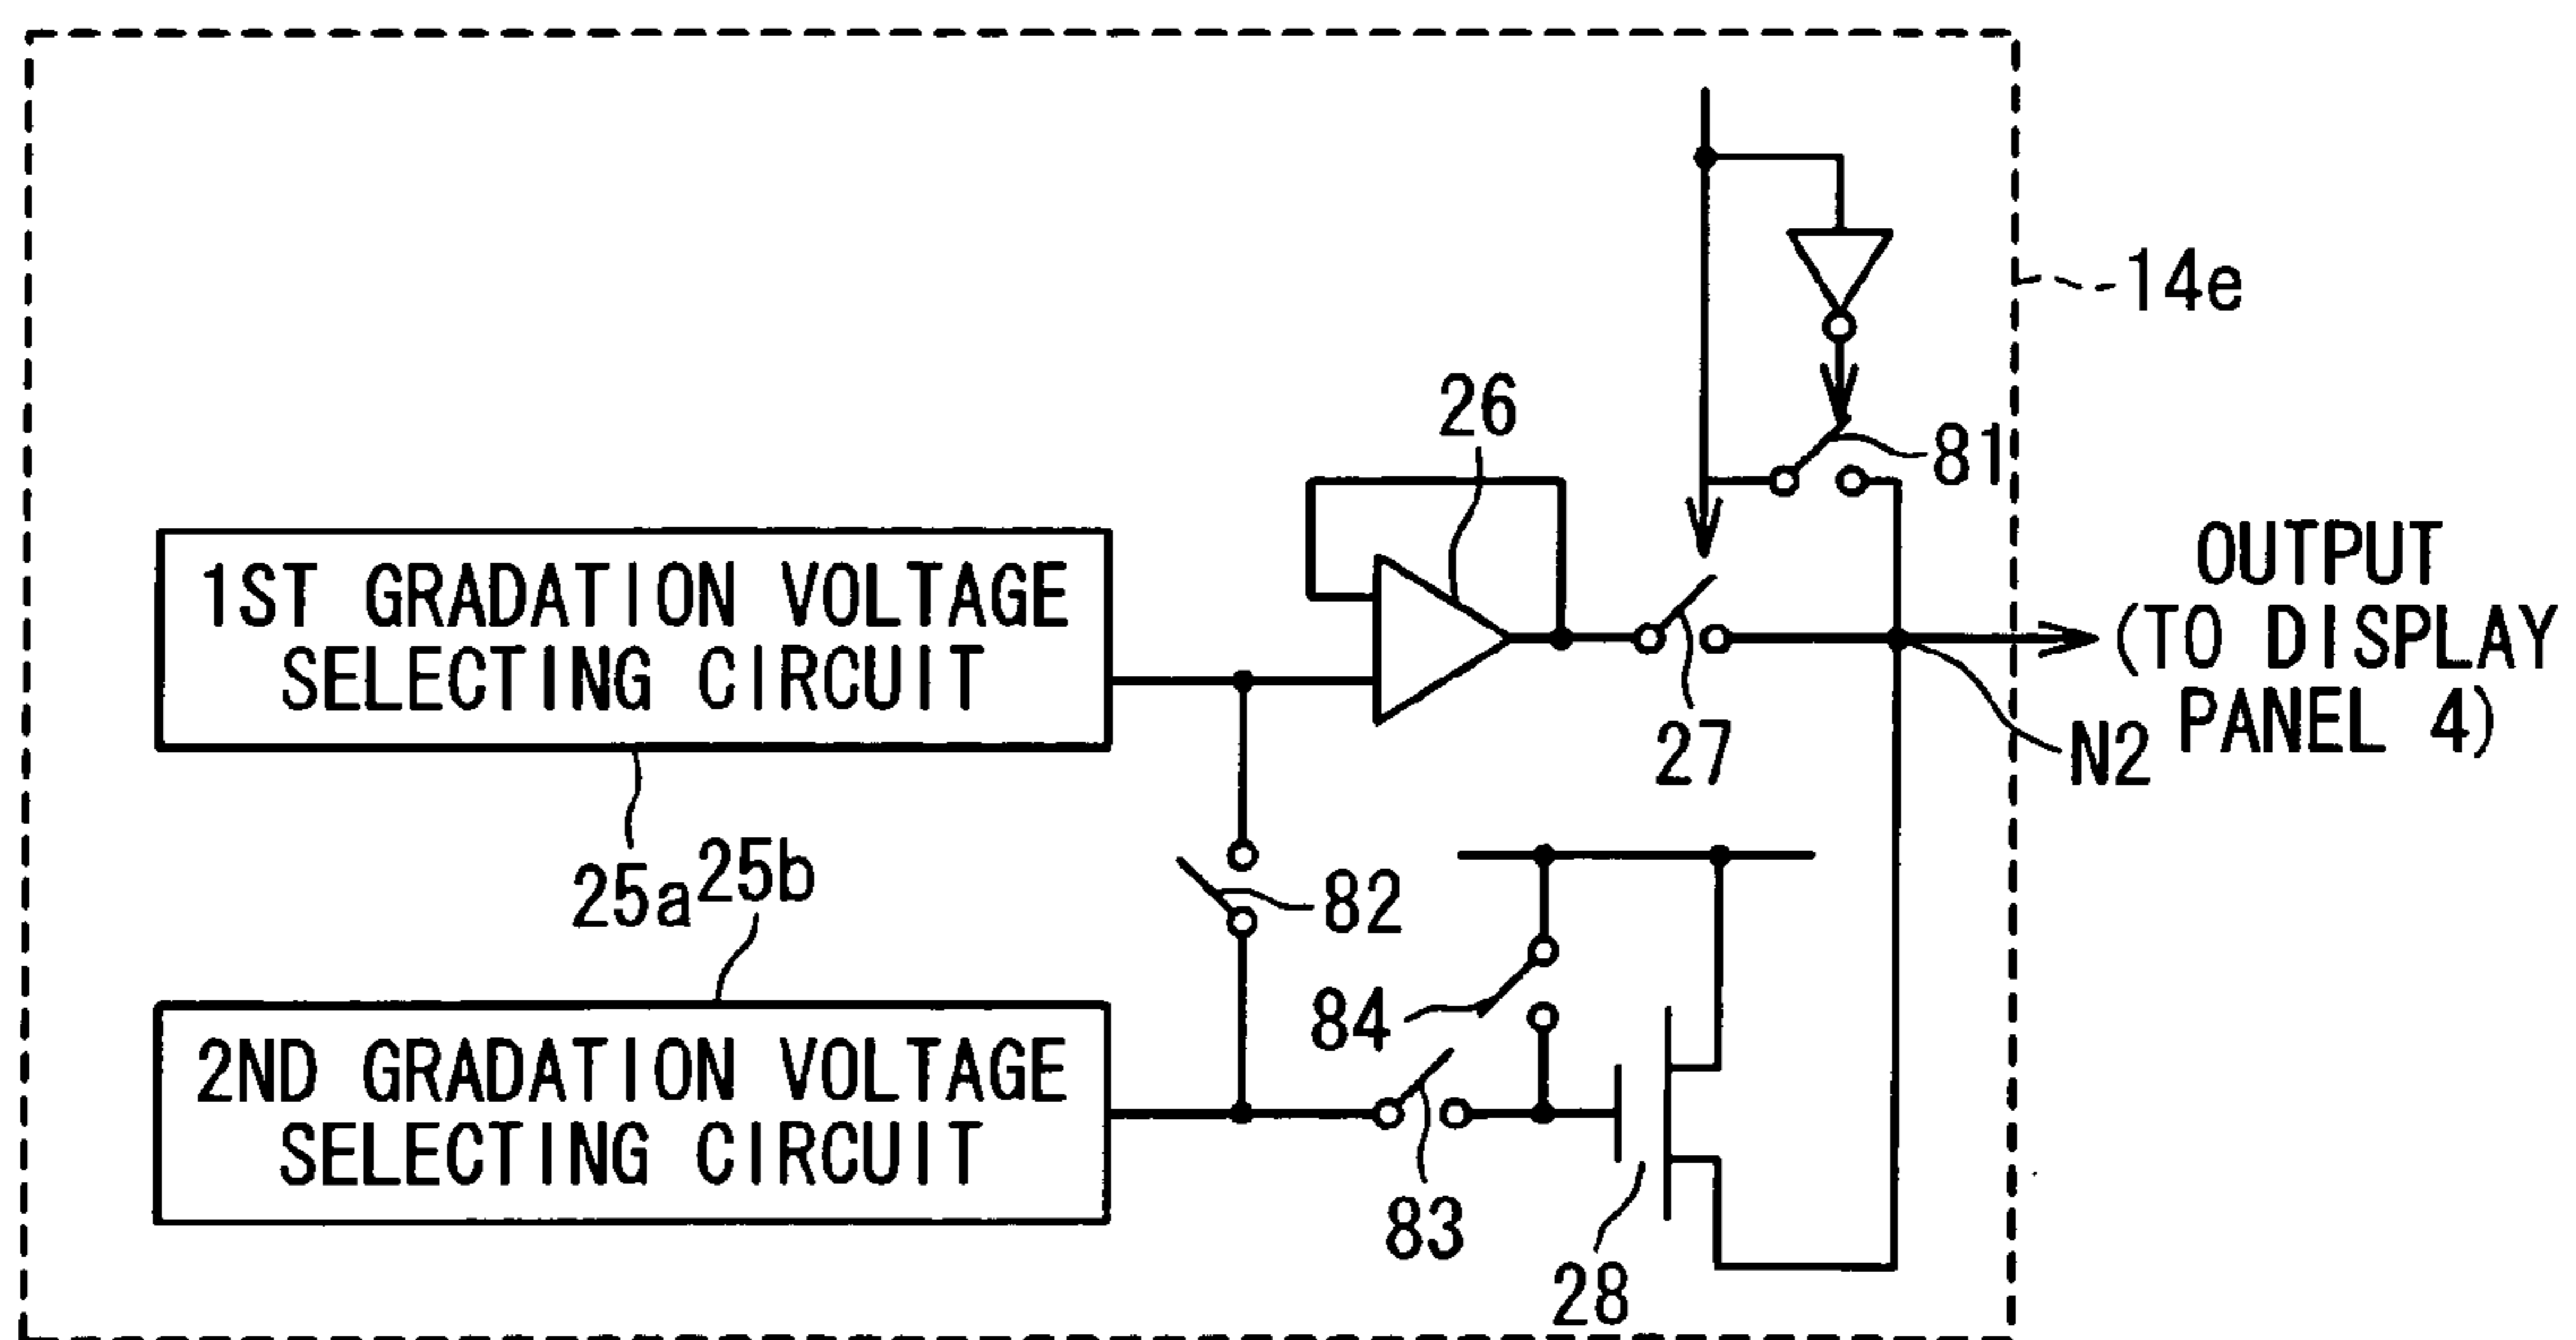 14e
26
81
1ST GRADATION VOLTAGE
SELECTING CIRCUIT
OUTPUT
(TO DISPLAY
PANEL 4)
27
N2
25a
25b
82
84
2ND GRADATION VOLTAGE
SELECTING CIRCUIT
83
28